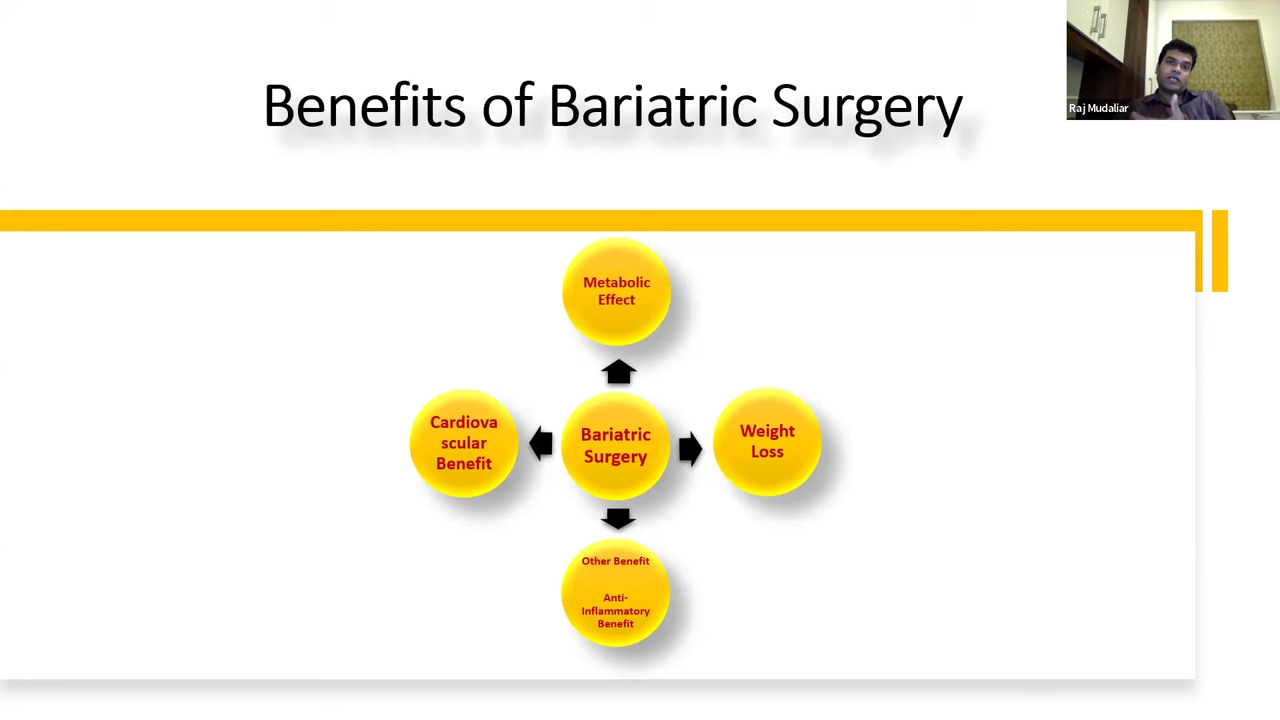 Benefits of Bariatric Surgery
Raj Mudaliar
Metabolic
Effect
Cardiova
scular
Benefit
Bariatric
Surgery
Weight
Loss
Other Benefit
Anti-
Inflammatory
Benefit